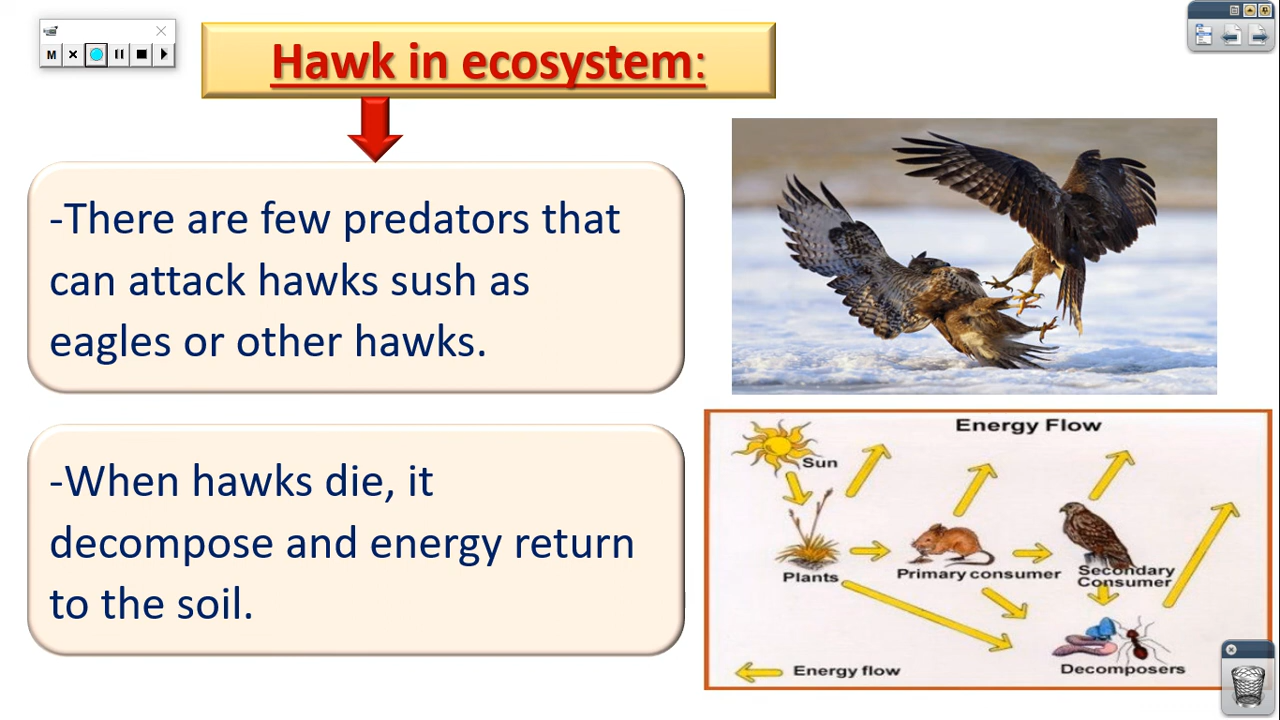 M
Hawk in ecosystem:
-There are few predators that
can attack hawks sush as
eagles or other hawks.
-When hawks die, it
decompose and energy return
to the soil.
Energy Flow
Sun
Plants
Primary consumer
Secondary
Consumer
Decomposers
Energy flow